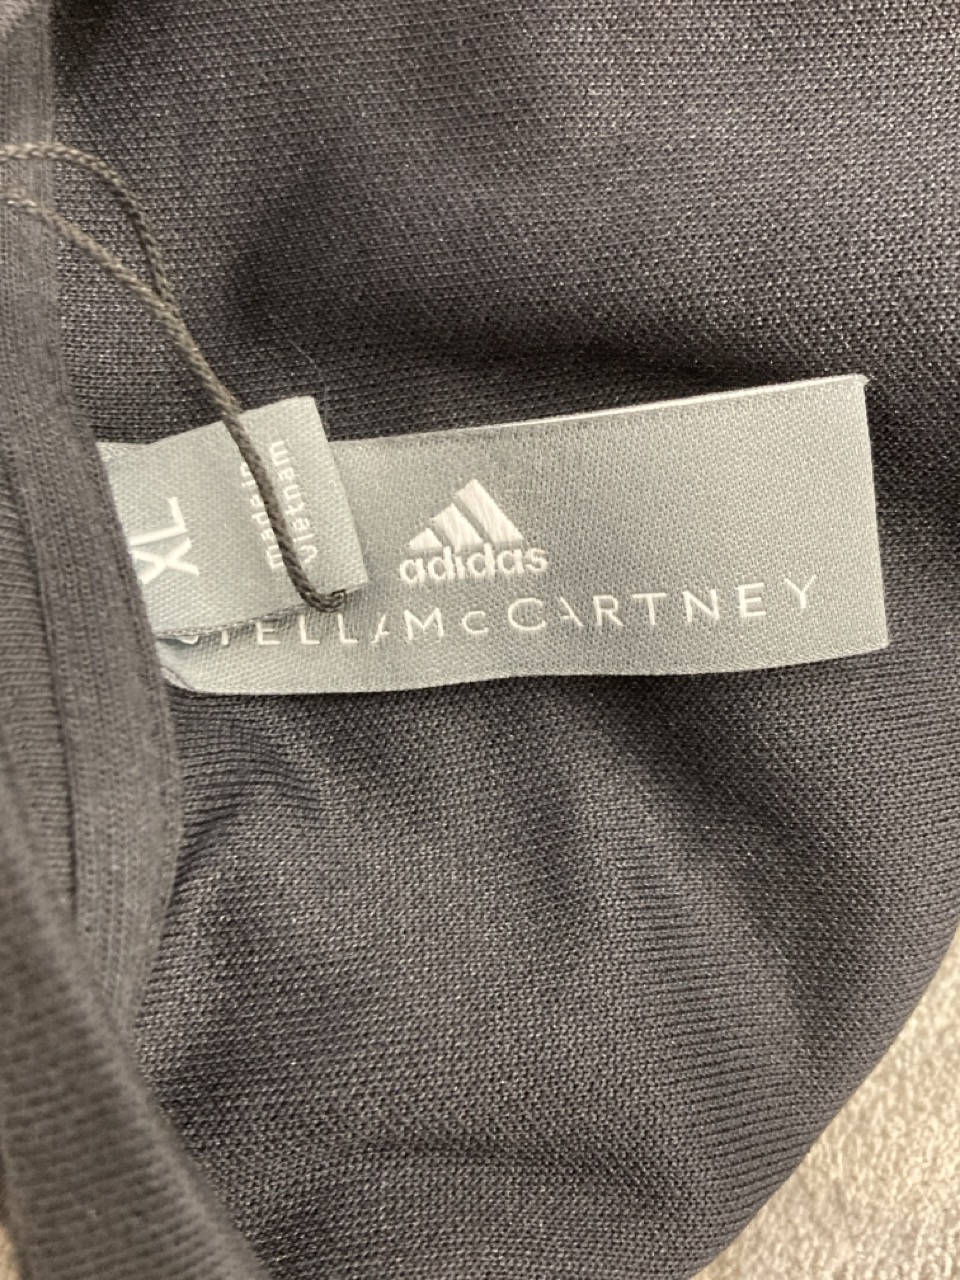 XL
Made in
Vietnam
adidas
STELLAMcCARTNEY